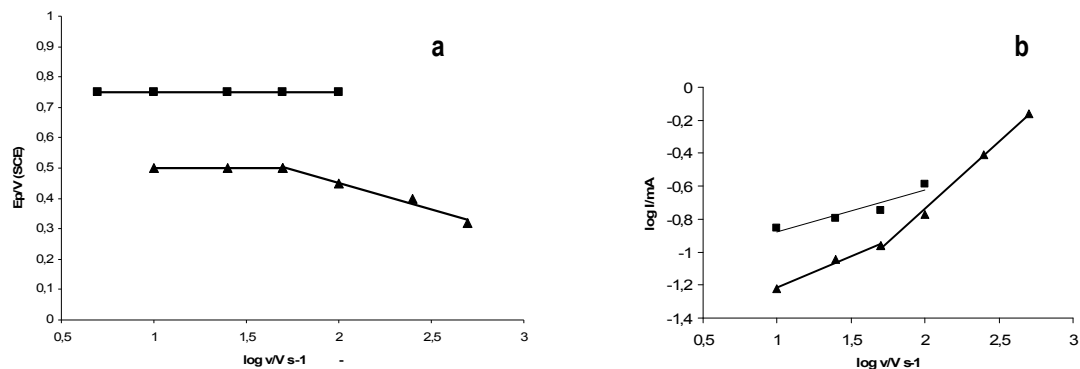 a
1
0,9
0,8
0,7
0,6
0,5
0,4
0,3
0,2
0,1
0
Ep/V (SCE)
0,5 1 1,5 2 2,5 3
log v/V s-1 -
b
0
-0,2
-0,4
-0,6
-0,8
-1
-1,2
-1,4
log I/mA
0,5 1 1,5 2 2,5 3
log v/V s-1